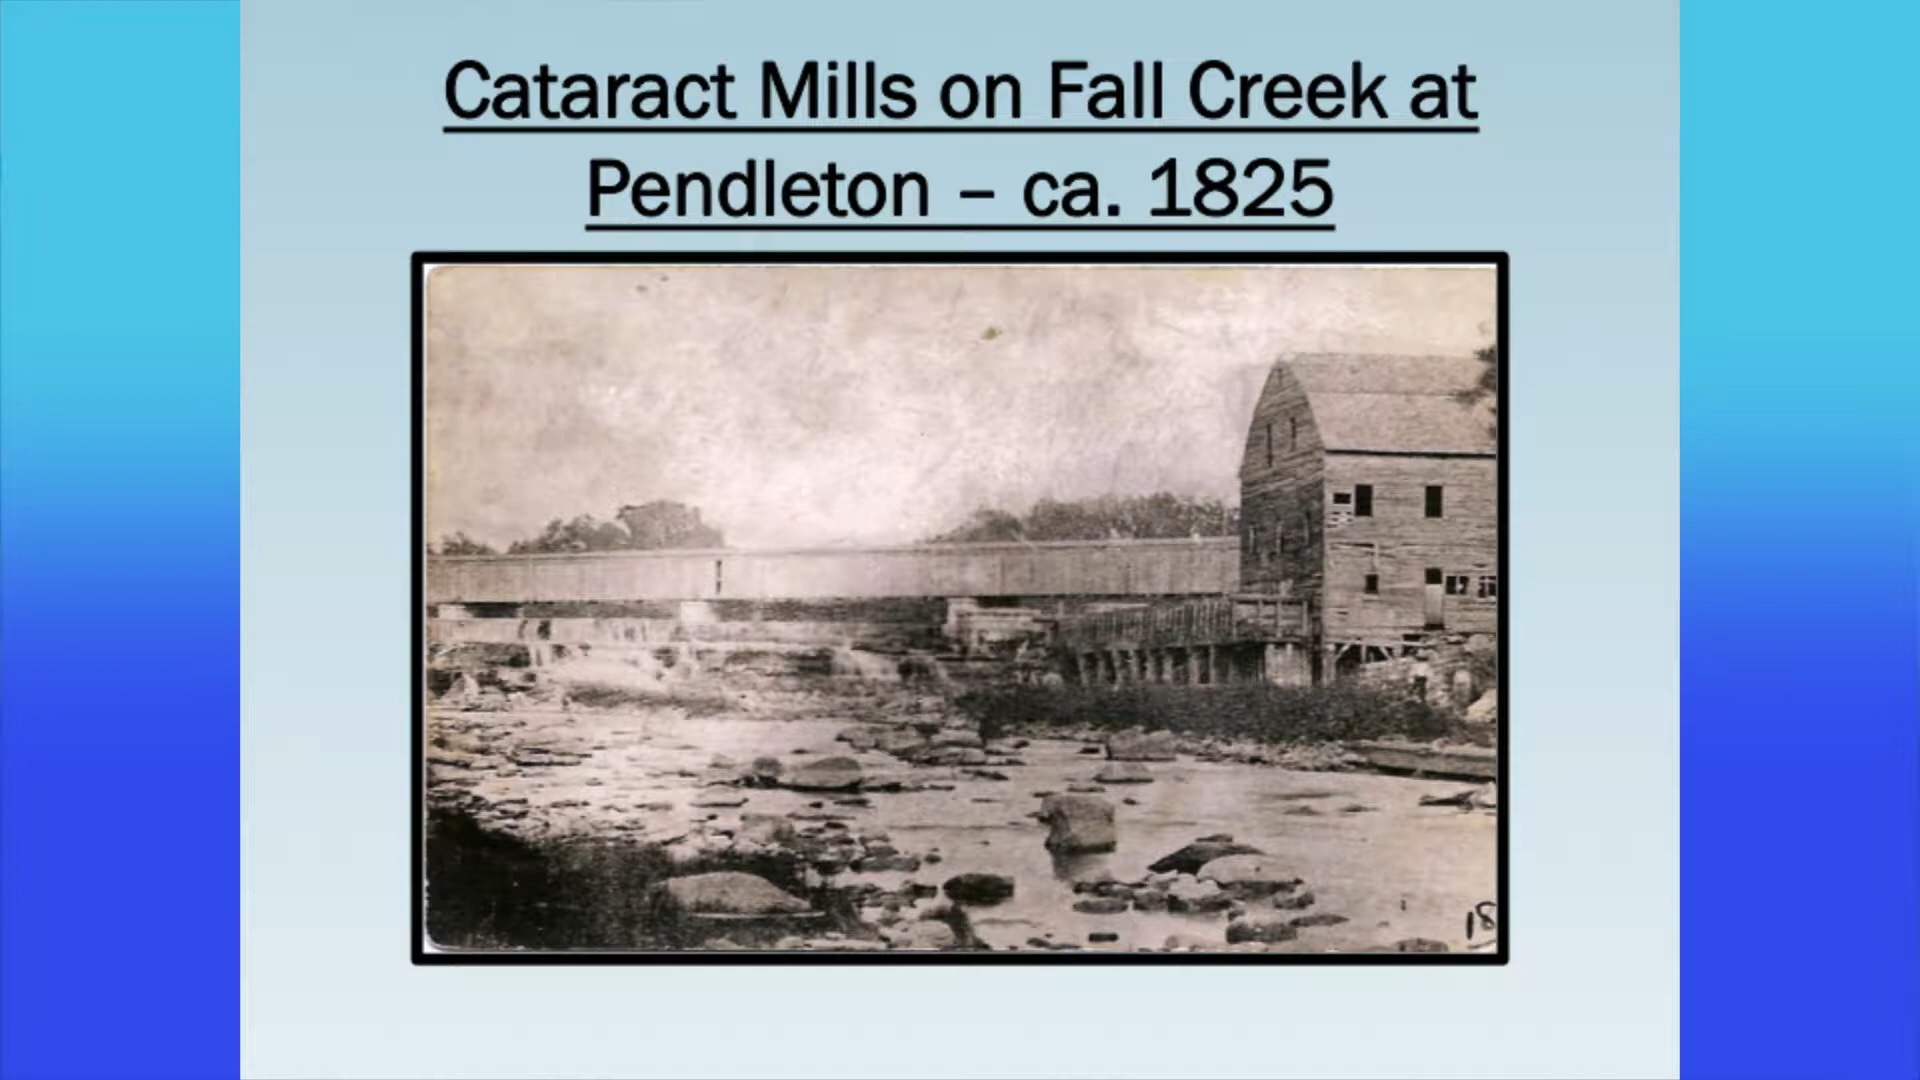 Cataract Mills on Fall Creek at
Pendleton – ca. 1825
18